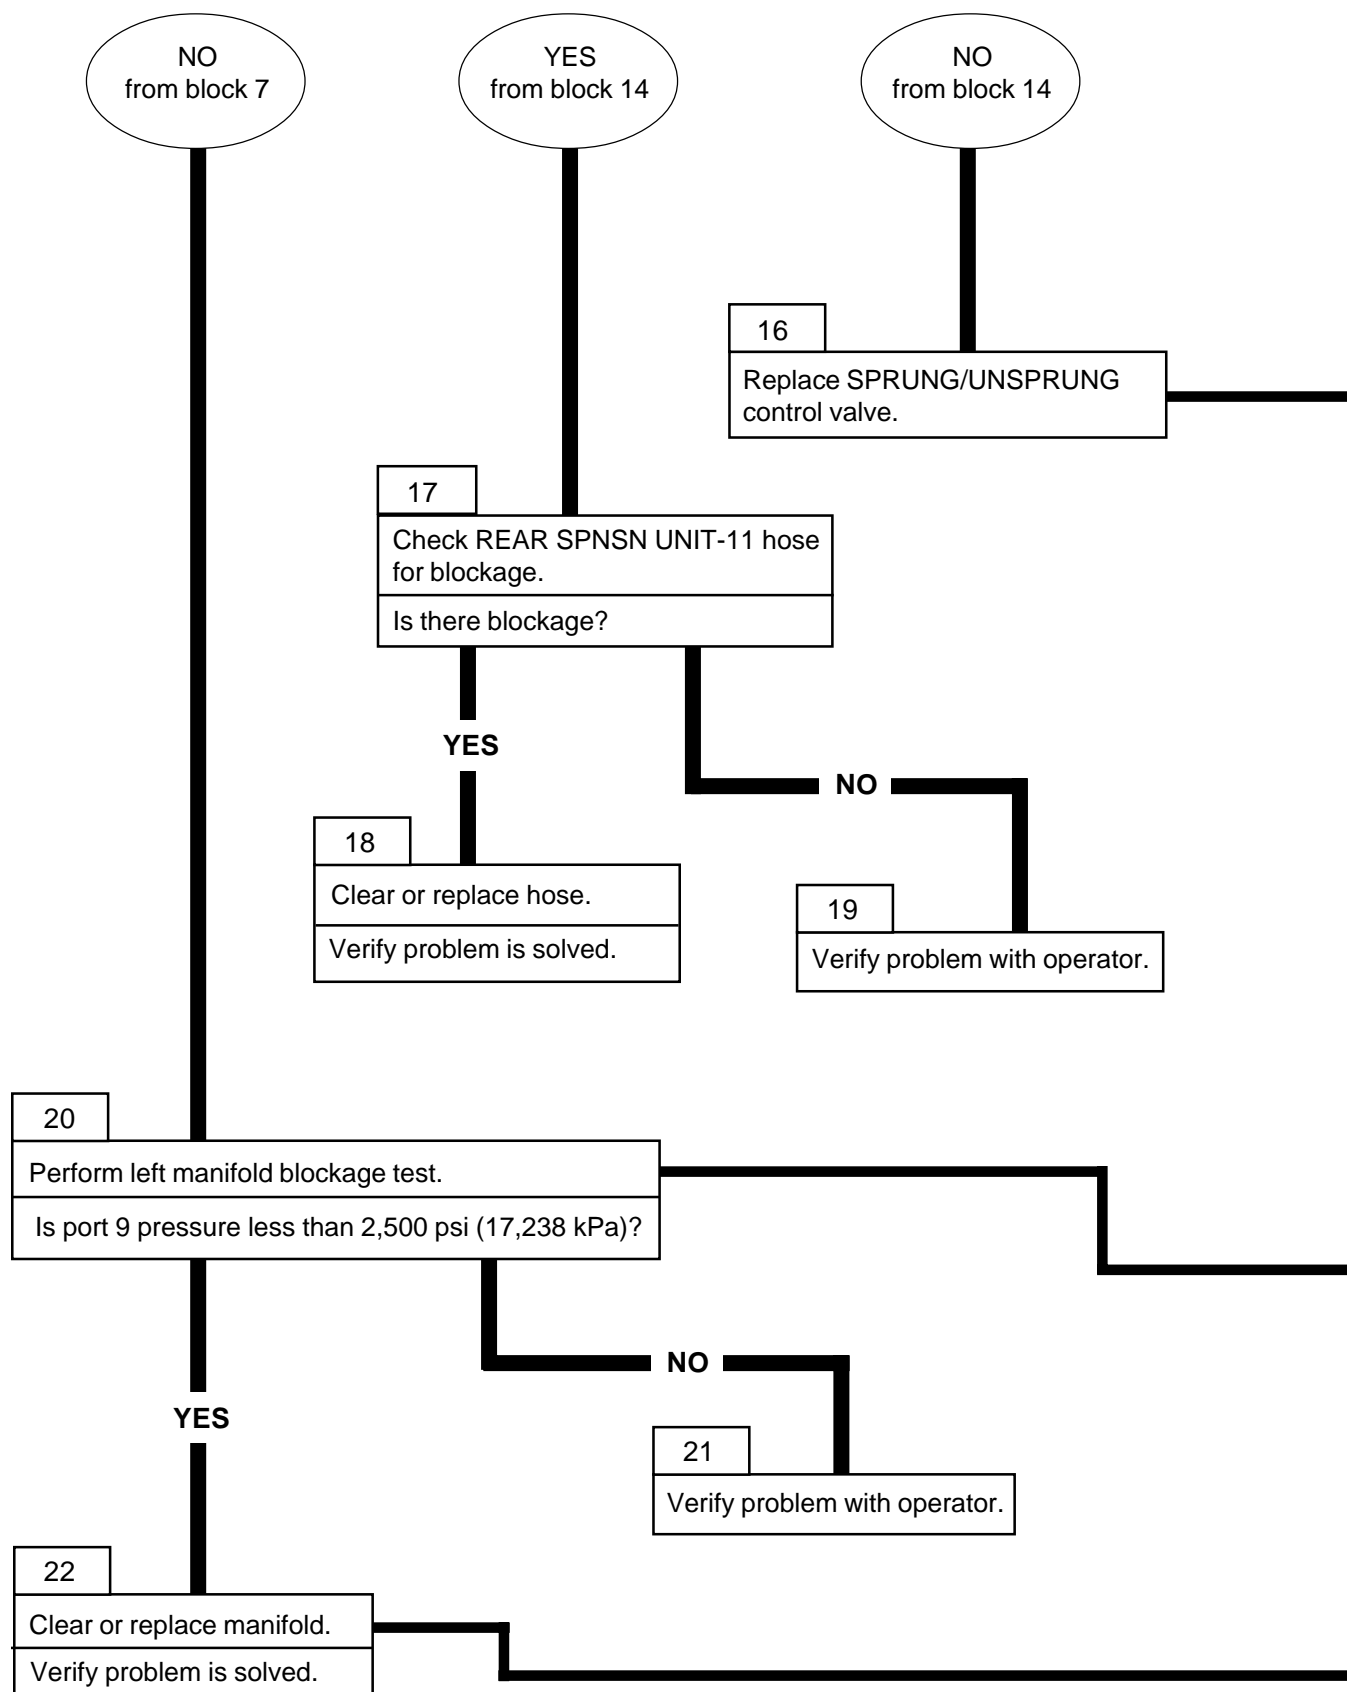 NO
from block 7
YES
from block 14
NO
from block 14
16
Replace SPRUNG/UNSPRUNG
control valve.
17
Check REAR SPNSN UNIT-11 hose
for blockage.
Is there blockage?
YES
NO
18
Clear or replace hose.
Verify problem is solved.
19
Verify problem with operator.
20
Perform left manifold blockage test.
Is port 9 pressure less than 2,500 psi (17,238 kPa)?
NO
YES
21
Verify problem with operator.
22
Clear or replace manifold.
Verify problem is solved.